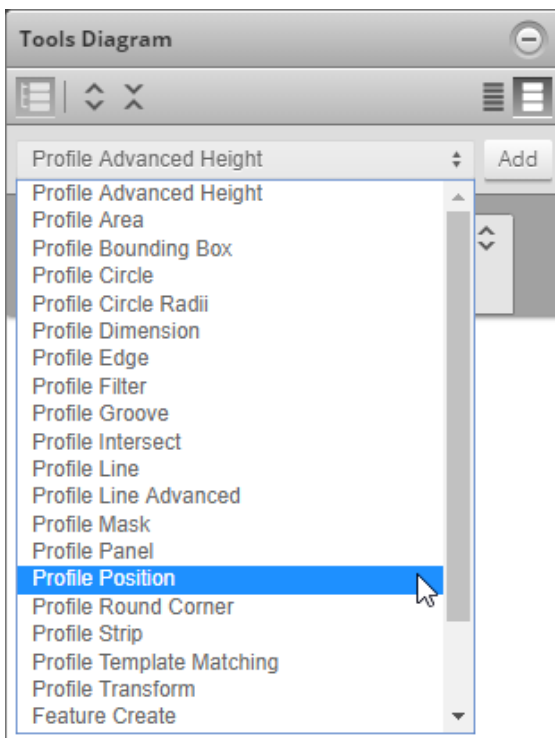 Tools Diagram
Profile Advanced Height
Add
Profile Advanced Height
Profile Area
Profile Bounding Box
Profile Circle
Profile Circle Radii
Profile Dimension
Profile Edge
Profile Filter
Profile Groove
Profile Intersect
Profile Line
Profile Line Advanced
Profile Mask
Profile Panel
Profile Position
Profile Round Corner
Profile Strip
Profile Template Matching
Profile Transform
Feature Create